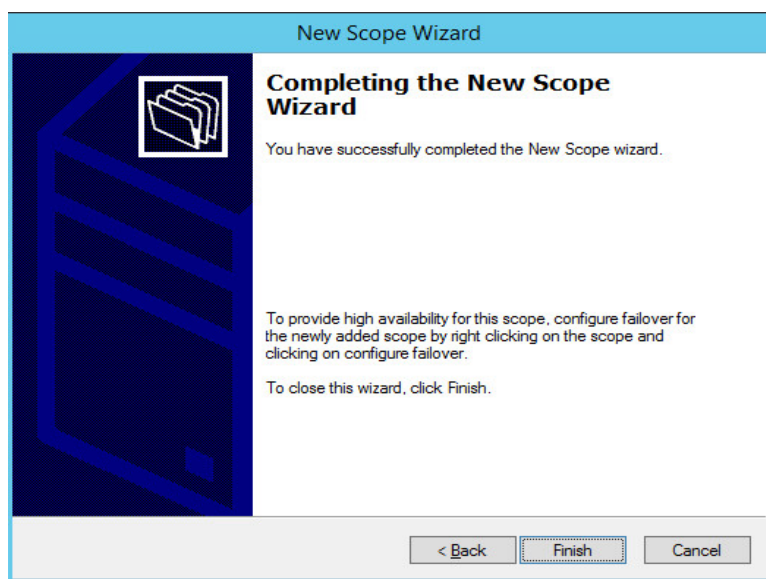 New Scope Wizard
Completing the New Scope
Wizard
You have successfully completed the New Scope wizard.
To provide high availability for this scope, configure failover for
the newly added scope by right clicking on the scope and
clicking on configure failover.
To close this wizard, click Finish.
< Back Finish Cancel